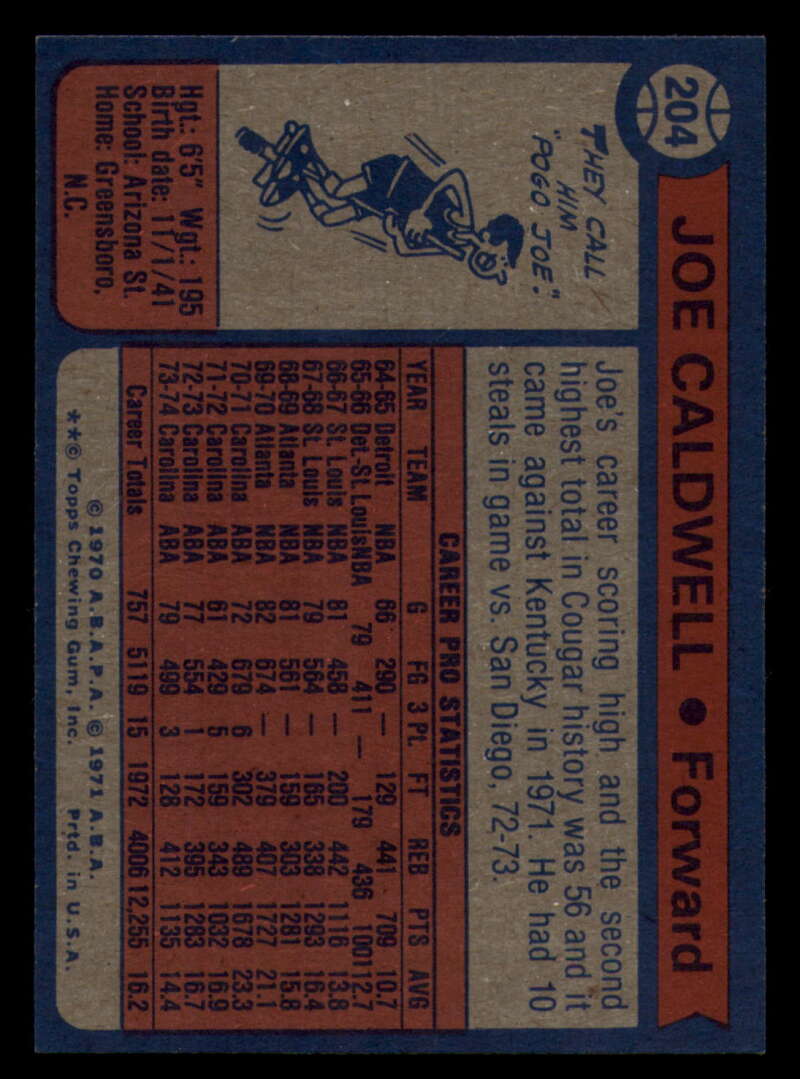 204
JOE CALDWELL • Forward
THEY CALL
HIM
"POGO JOE."
Hgt.: 6'5" Wgt.: 195
Birth date: 11/1/41
School: Arizona St.
Home: Greensboro,
N.C.
Joe's career scoring high and the second
highest total in Cougar history was 56 and it
came against Kentucky in 1971. He had 10
steals in game vs. San Diego, 72-73.
CAREER PRO STATISTICS
YEAR TEAM G FG 3 Pt. FT REB PTS AVG
64-65 Detroit NBA 66 290 — 129 441 709 10.7
65-66 Det.-St. Louis NBA 79 411 — 179 436 1001 12.7
66-67 St. Louis NBA 81 458 — 200 442 1116 13.8
67-68 St. Louis NBA 79 564 — 165 338 1293 16.4
68-69 Atlanta NBA 81 561 — 159 303 1281 15.8
69-70 Atlanta NBA 82 674 — 379 407 1727 21.1
70-71 Carolina ABA 72 679 6 302 489 1678 23.3
71-72 Carolina ABA 61 429 5 159 343 1032 16.9
72-73 Carolina ABA 77 554 1 172 395 1283 16.7
73-74 Carolina ABA 79 499 3 128 412 1135 14.4
Career Totals 757 5119 15 1972 4006 12,255 16.2
© 1970 A.B.A.P.A. © 1971 A.B.A.
**© Topps Chewing Gum, Inc. Prtd. in U.S.A.